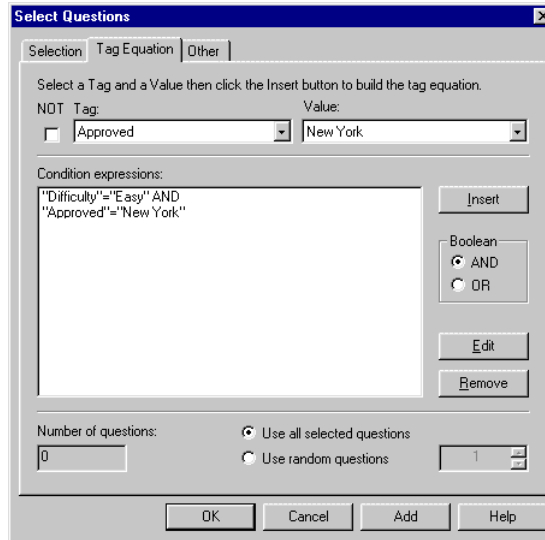 Select Questions
Selection Tag Equation Other
Select a Tag and a Value then click the Insert button to build the tag equation.
NOT Tag: Value:
Approved New York
Condition expressions:
"Difficulty"="Easy" AND
"Approved"="New York"
Insert
Boolean
AND
OR
Edit
Remove
Number of questions:
0
Use all selected questions
Use random questions
1
OK Cancel Add Help